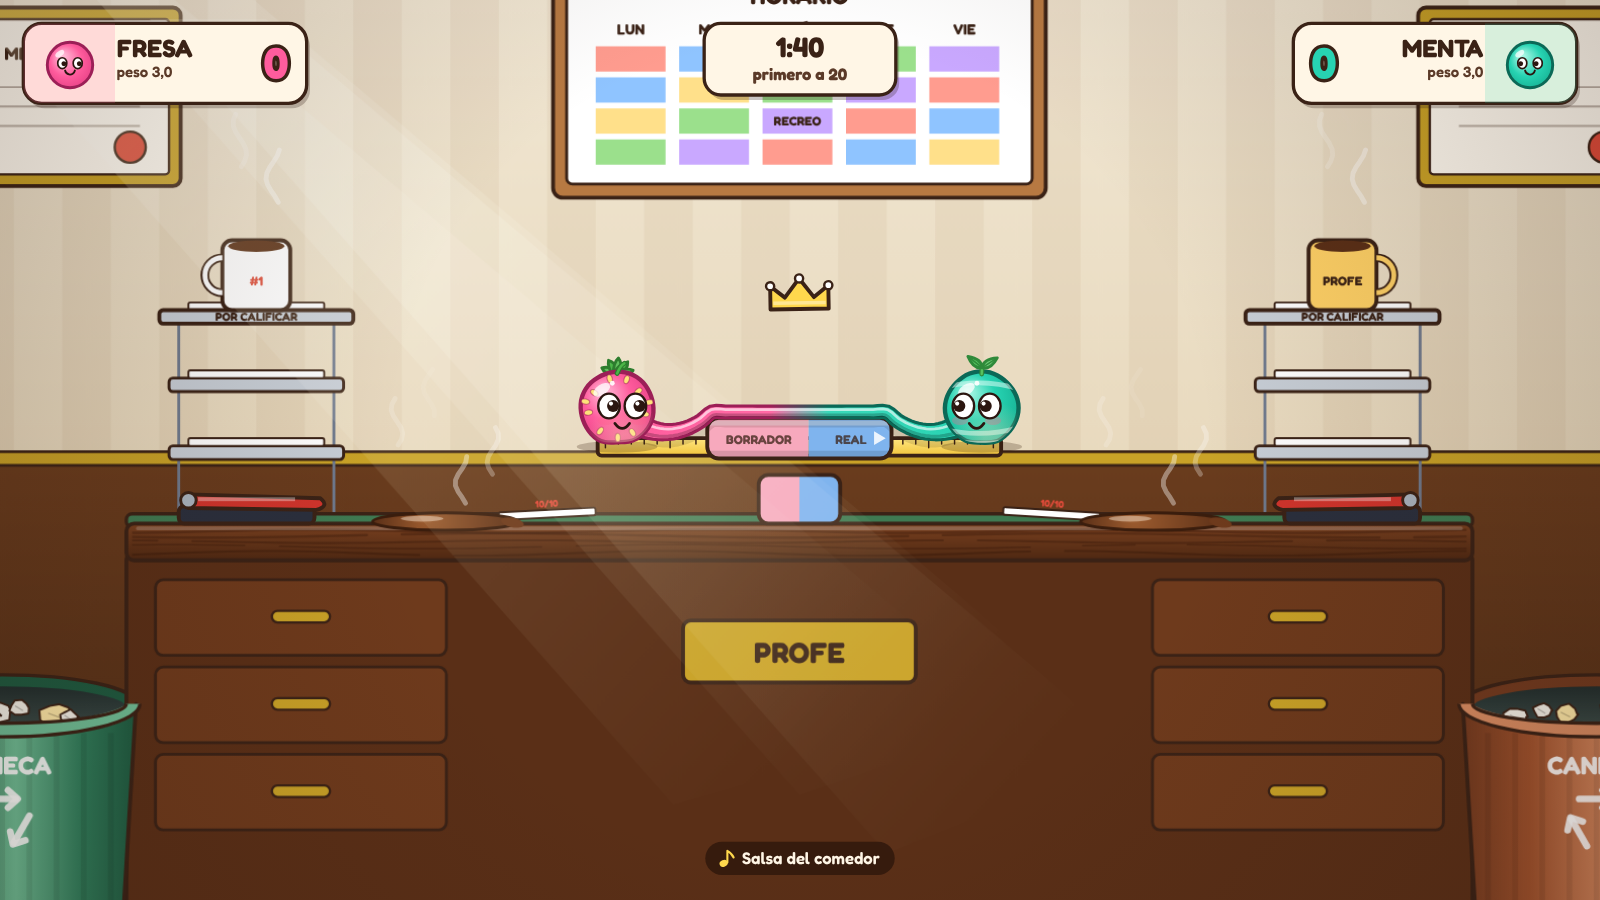 HORARIO
LUN
VIE
RECREO
FRESA
peso 3,0
0
1:40
primero a 20
0
MENTA
peso 3,0
#1
PROFE
POR CALIFICAR
POR CALIFICAR
BORRADOR
REAL
10/10
10/10
PROFE
Salsa del comedor